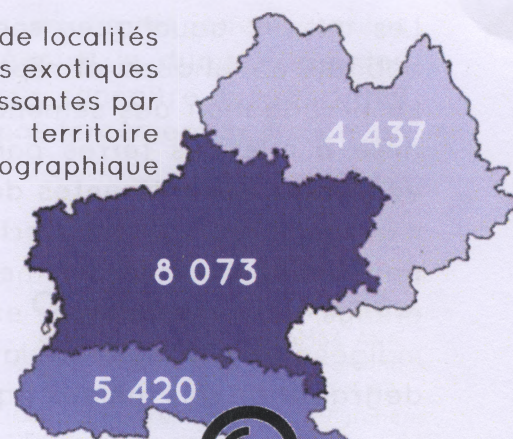 de localités
s exotiques
ssantes par
territoire
ographique
4 437
8 073
5 420